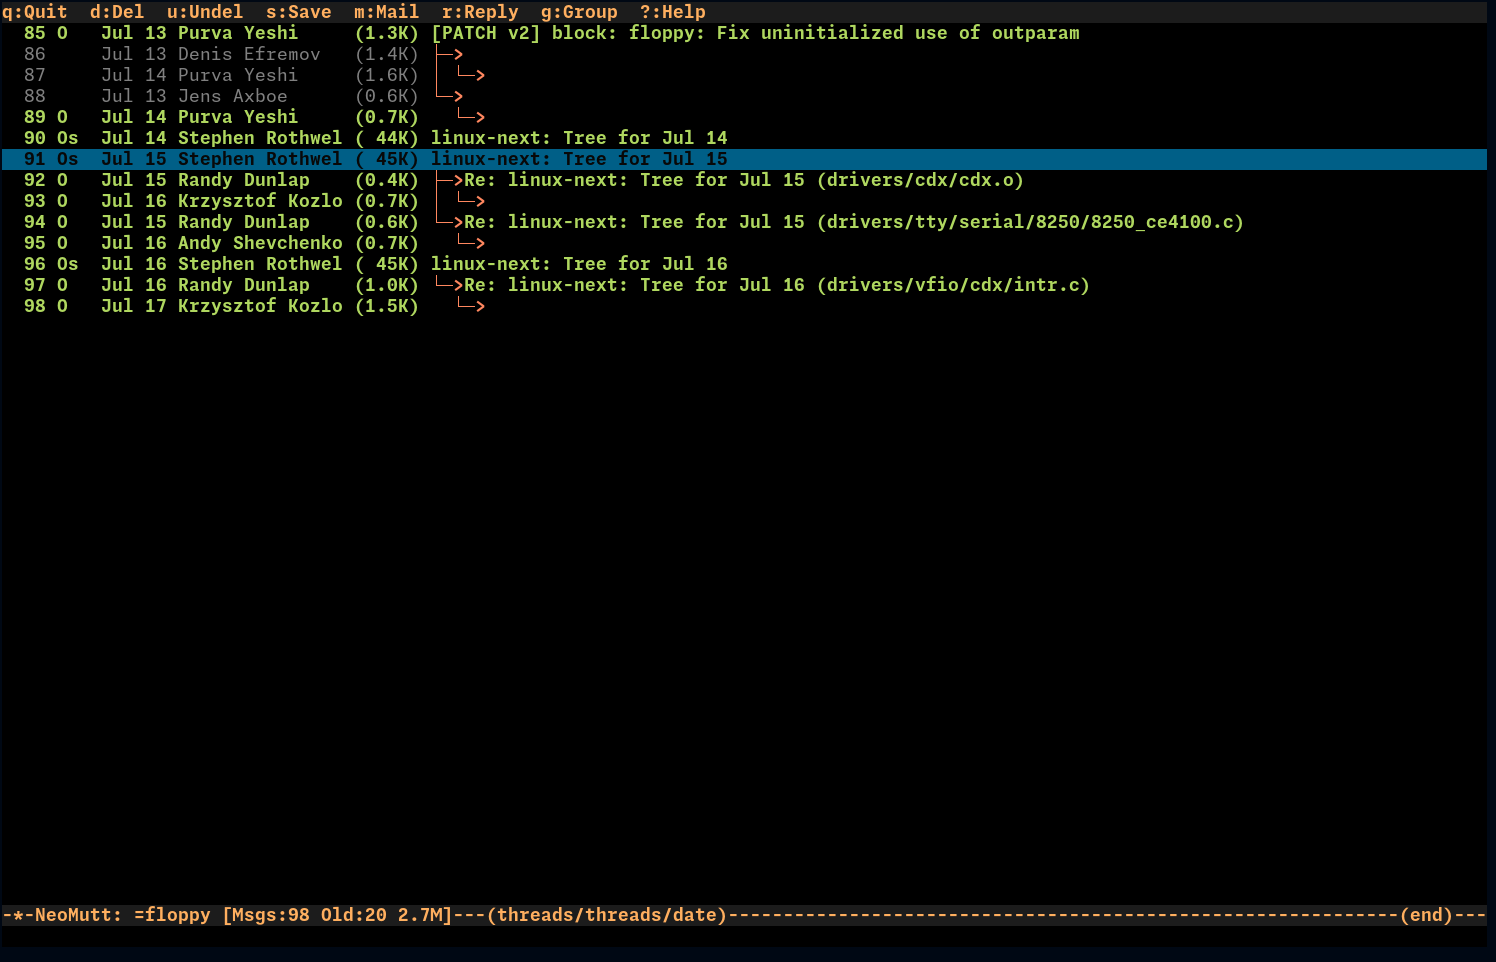 q:Quit  d:Del  u:Undel  s:Save  m:Mail  r:Reply  g:Group  ?:Help
  85 O   Jul 13 Purva Yeshi     (1.3K) [PATCH v2] block: floppy: Fix uninitialized use of outparam
  86     Jul 13 Denis Efremov   (1.4K) ├─>
  87     Jul 14 Purva Yeshi     (1.6K) │ └─>
  88     Jul 13 Jens Axboe      (0.6K) └─>
  89 O   Jul 14 Purva Yeshi     (0.7K)   └─>
  90 Os  Jul 14 Stephen Rothwel ( 44K) linux-next: Tree for Jul 14
  91 Os  Jul 15 Stephen Rothwel ( 45K) linux-next: Tree for Jul 15
  92 O   Jul 15 Randy Dunlap    (0.4K) ├─>Re: linux-next: Tree for Jul 15 (drivers/cdx/cdx.o)
  93 O   Jul 16 Krzysztof Kozlo (0.7K) │ └─>
  94 O   Jul 15 Randy Dunlap    (0.6K) └─>Re: linux-next: Tree for Jul 15 (drivers/tty/serial/8250/8250_ce4100.c)
  95 O   Jul 16 Andy Shevchenko (0.7K)   └─>
  96 Os  Jul 16 Stephen Rothwel ( 45K) linux-next: Tree for Jul 16
  97 O   Jul 16 Randy Dunlap    (1.0K) └─>Re: linux-next: Tree for Jul 16 (drivers/vfio/cdx/intr.c)
  98 O   Jul 17 Krzysztof Kozlo (1.5K)   └─>
-*-NeoMutt: =floppy [Msgs:98 Old:20 2.7M]---(threads/threads/date)-------------------------------------------------------------(end)---